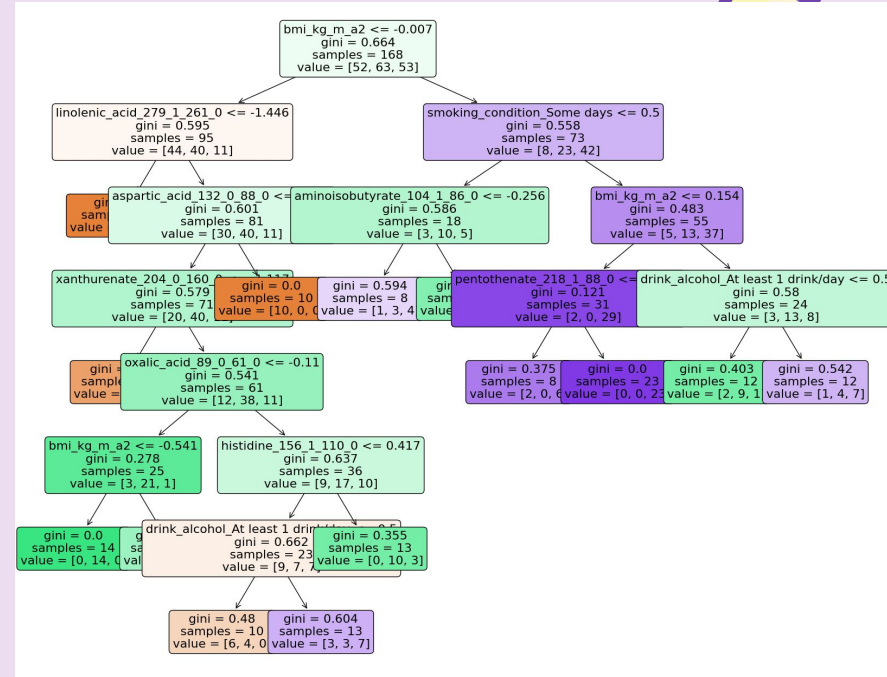 bmi_kg_m_a2 <= -0.007
gini = 0.664
samples = 168
value = [52, 63, 53]
linolenic_acid_279_1_261_0 <= -1.446
gini = 0.595
samples = 95
value = [44, 40, 11]
smoking_condition_Some days <= 0.5
gini = 0.558
samples = 73
value = [8, 23, 42]
value
aspartic_acid_132_0_88_0 <=
gini = 0.601
samples = 81
value = [30, 40, 11]
aminoisobutyrate_104_1_86_0 <= -0.256
gini = 0.586
samples = 18
value = [3, 10, 5]
bmi_kg_m_a2 <= 0.154
gini = 0.483
samples = 55
value = [5, 13, 37]
xanthurenate_204_0_160_0
gini = 0.579
samples = 71
value = [20, 40,
gini = 0.0
samples = 10
value = [10, 0, 0
gini = 0.594
samples = 8
value = [1, 3, 4
pentothenate_218_1_88_0 <=
gini = 0.121
samples = 31
value = [2, 0, 29]
drink_alcohol_At least 1 drink/day <= 0.5
gini = 0.58
samples = 24
value = [3, 13, 8]
gini
value =
oxalic_acid_89_0_61_0 <= -0.11
gini = 0.541
samples = 61
value = [12, 38, 11]
gini = 0.375
samples = 8
value = [2, 0, 6
gini = 0.0
samples = 23
value = [0, 0, 23
gini = 0.403
samples = 12
value = [2, 9, 1
gini = 0.542
samples = 12
value = [1, 4, 7]
bmi_kg_m_a2 <= -0.541
gini = 0.278
samples = 25
value = [3, 21, 1]
histidine_156_1_110_0 <= 0.417
gini = 0.637
samples = 36
value = [9, 17, 10]
gini = 0.0
samples = 14
value = [0, 14, 0
drink_alcohol_At least 1
gini = 0.662
samples = 23
value = [9, 7, 7
gini = 0.355
samples = 13
value = [0, 10, 3]
gini = 0.48
samples = 10
value = [6, 4, 0
gini = 0.604
samples = 13
value = [3, 3, 7]